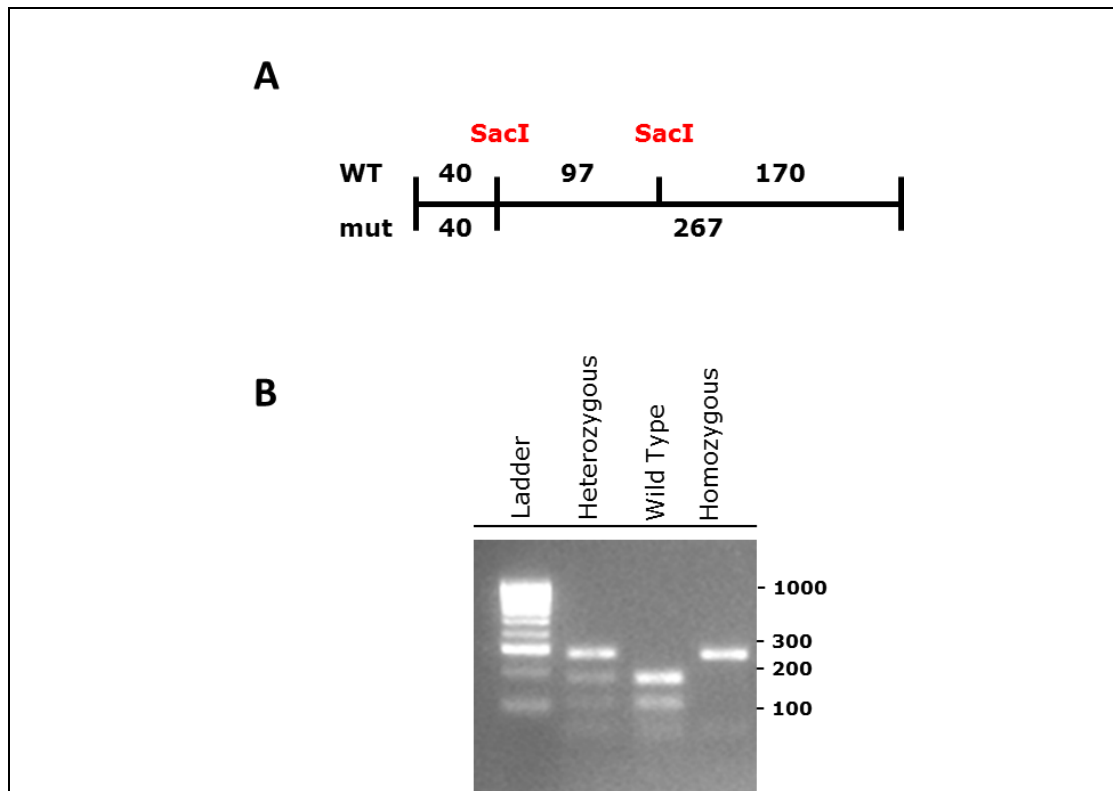 A
SacI SacI
WT 40 97 170
mut 40 267
B
Ladder
Heterozygous
Wild Type
Homozygous
- 1000
- 300
- 200
- 100